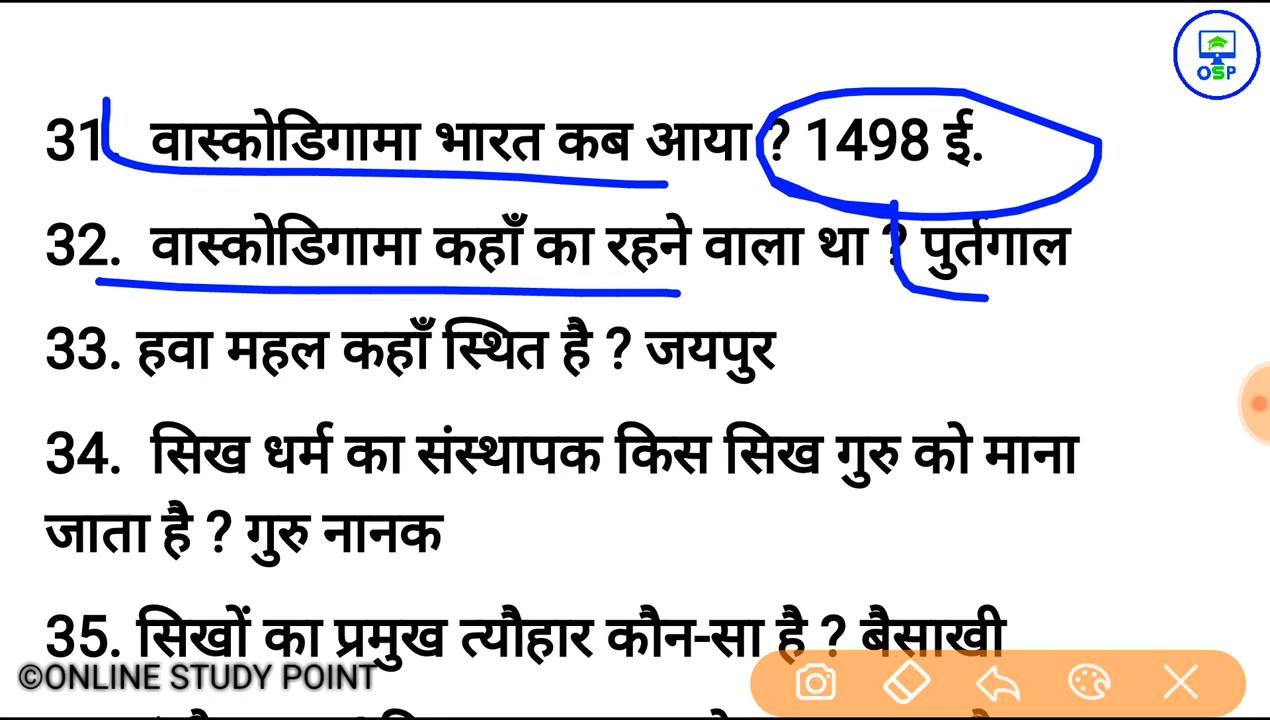 OSP
31. वास्कोडिगामा भारत कब आया ? 1498 ई.
32. वास्कोडिगामा कहाँ का रहने वाला था ? पुर्तगाल
33. हवा महल कहाँ स्थित है ? जयपुर
34. सिख धर्म का संस्थापक किस सिख गुरु को माना
जाता है ? गुरु नानक
35. सिखों का प्रमुख त्यौहार कौन-सा है ? बैसाखी
©ONLINE STUDY POINT